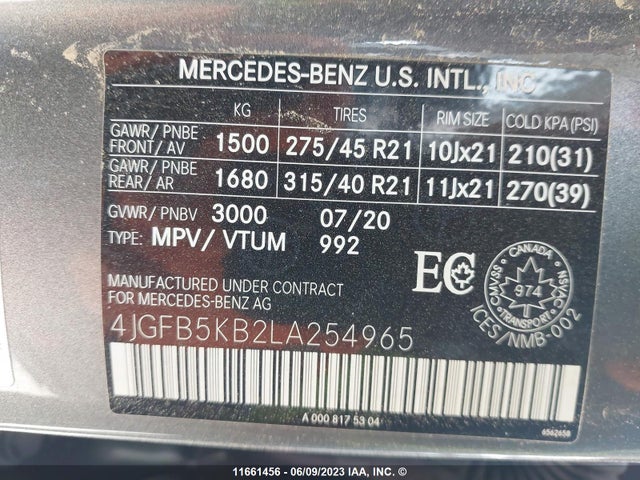 MERCEDES-BENZ U.S. INTL., INC.
KG TIRES RIM SIZE COLD KPA (PSI)
GAWR/ PNBE
FRONT/ AV 1500 275/45 R21 10Jx21 210(31)
GAWR/ PNBE
REAR/ AR 1680 315/40 R21 11Jx21 270(39)
GVWR/ PNBV 3000 07/20
TYPE: MPV/ VTUM 992
MANUFACTURED UNDER CONTRACT
FOR MERCEDES-BENZ AG
EC
CMVSS CANADA NSVAC
974
ICES/NMB-002
4JGFB5KB2LA254965
A 000 817 53 04
6562658
11661456 - 06/09/2023 IAA, INC. ©